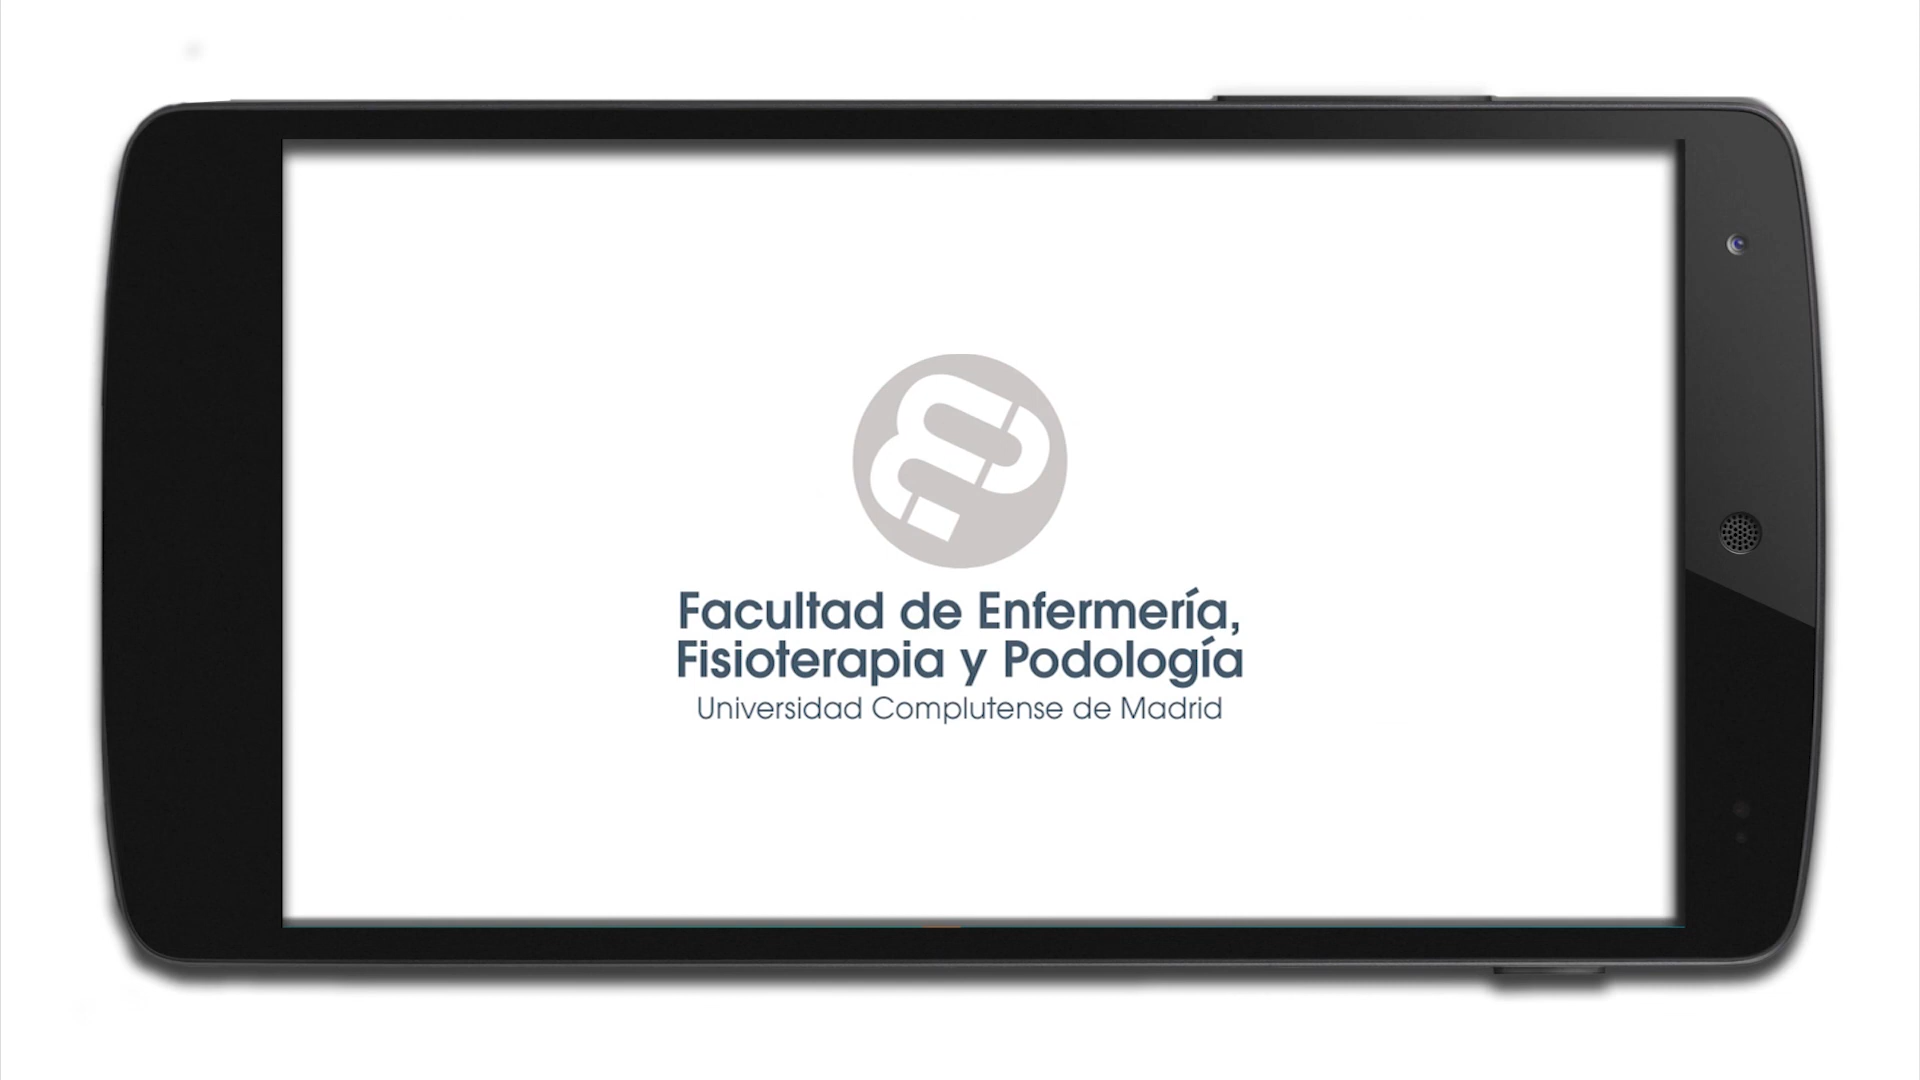 Facultad de Enfermería,
Fisioterapia y Podología
Universidad Complutense de Madrid